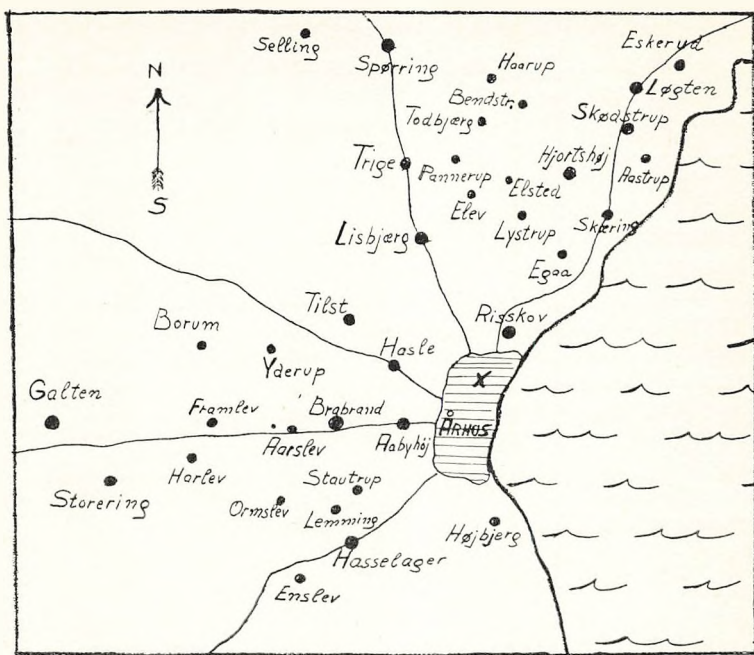 Selling
Spørring
Eskerud
N
Haarup
Løgten
Bendstr.
Todbjærg
Skødstrup
Trige
Pannerup
Hjortshøj
Aastrup
Elsted
S
Elev
Lisbjærg
Lystrup
Skæring
Egaa
Tilst
Borum
Risskov
Yderup
Hasle
X
Galten
Framlev
Brabrand
ÅRHUS
Aarslev
Aabyhøj
Harlev
Stautrup
Storering
Ormslev
Lemming
Højbjerg
Hasselager
Enslev